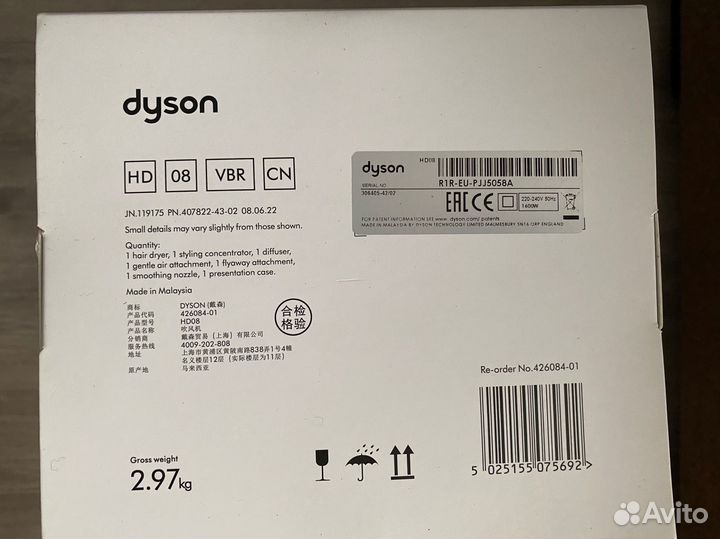 dyson
HD 08 VBR CN
JN.119175 PN.407822-43-02 08.06.22
Small details may vary slightly from those shown.
Quantity:
1 hair dryer, 1 styling concentrator, 1 diffuser,
1 gentle air attachment, 1 flyaway attachment,
1 smoothing nozzle, 1 presentation case.
Made in Malaysia
商标 DYSON (戴森)
产品代码 426084-01
产品型号 HD08
产品名称 吹风机
分销商 戴森贸易 (上海) 有限公司
服务热线 4009-202-808
地址 上海市黄浦区黄陂南路838弄1号4幢
名义楼层12层 (实际楼层为11层)
原产地 马来西亚
合检
格验
Gross weight
2.97kg
dyson HD08
SERIAL NO. R1R-EU-PJJ5058A
306405-42/02
EAC CE 220-240V 50Hz
1600W
FOR PATENT INFORMATION SEE www.dyson.com/patents
MADE IN MALAYSIA BY DYSON TECHNOLOGY LIMITED MALMESBURY SN16 0RP ENGLAND
Re-order No.426084-01
5 025155 075692 >
Avito